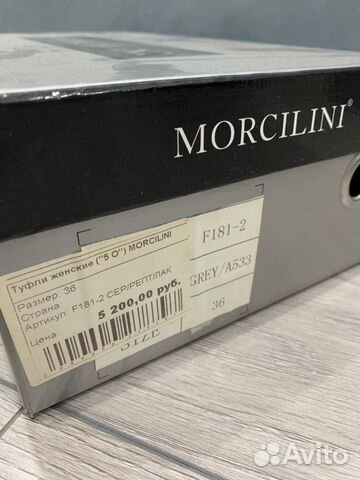 MORCILINI®
Туфли женские ("5 О") MORCILINI
Размер: 36
Страна:
Артикул: F181-2 СЕР/РЕПТ/ЛАК
Цена:
5 200,00 руб.
F181-2
GREY/A533
36
SIZE
Avito